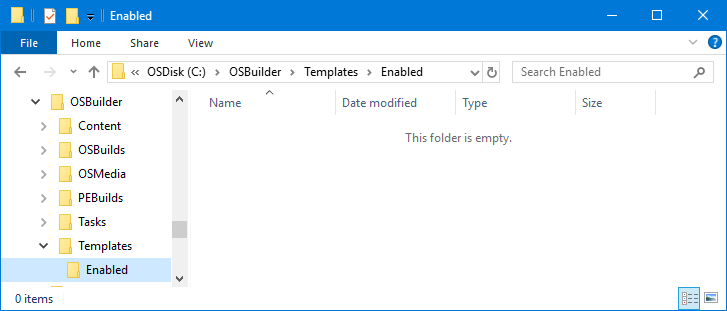 Enabled
File Home Share View
« OSDisk (C:) › OSBuilder › Templates › Enabled Search Enabled
OSBuilder
Content
OSBuilds
OSMedia
PEBuilds
Tasks
Templates
Enabled
Name Date modified Type Size
This folder is empty.
0 items